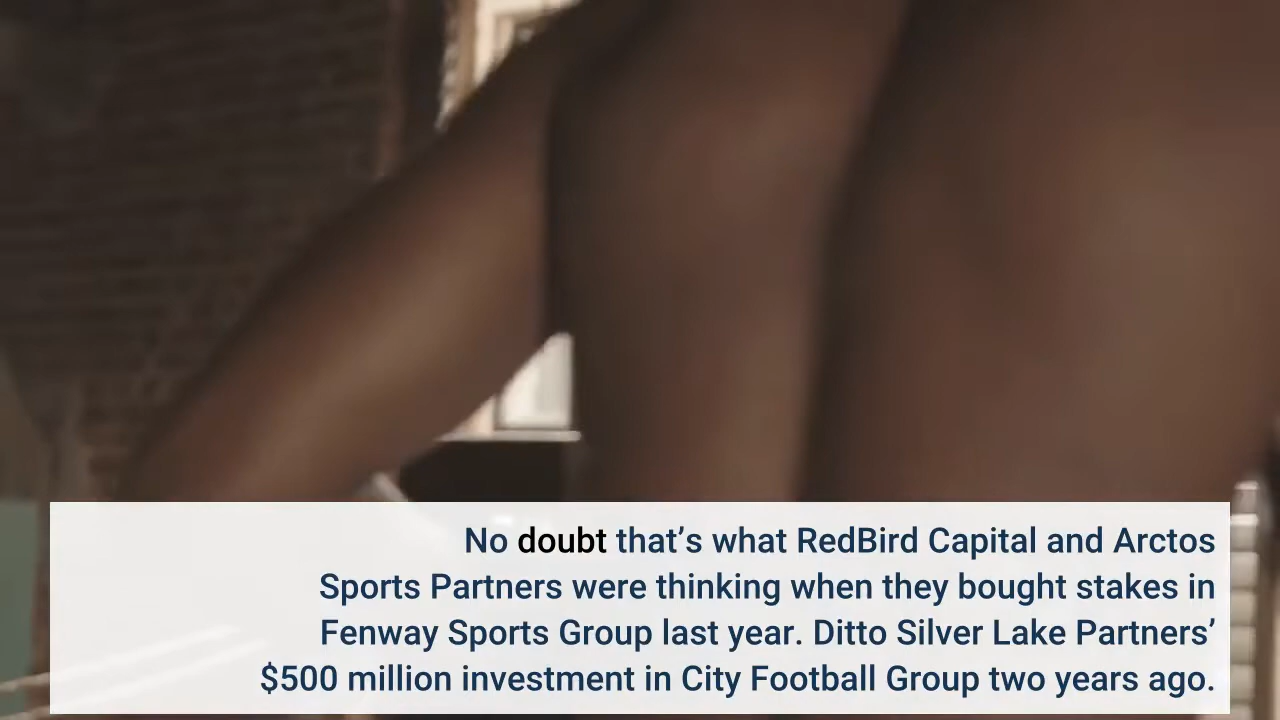 No doubt that’s what RedBird Capital and Arctos
Sports Partners were thinking when they bought stakes in
Fenway Sports Group last year. Ditto Silver Lake Partners’
$500 million investment in City Football Group two years ago.